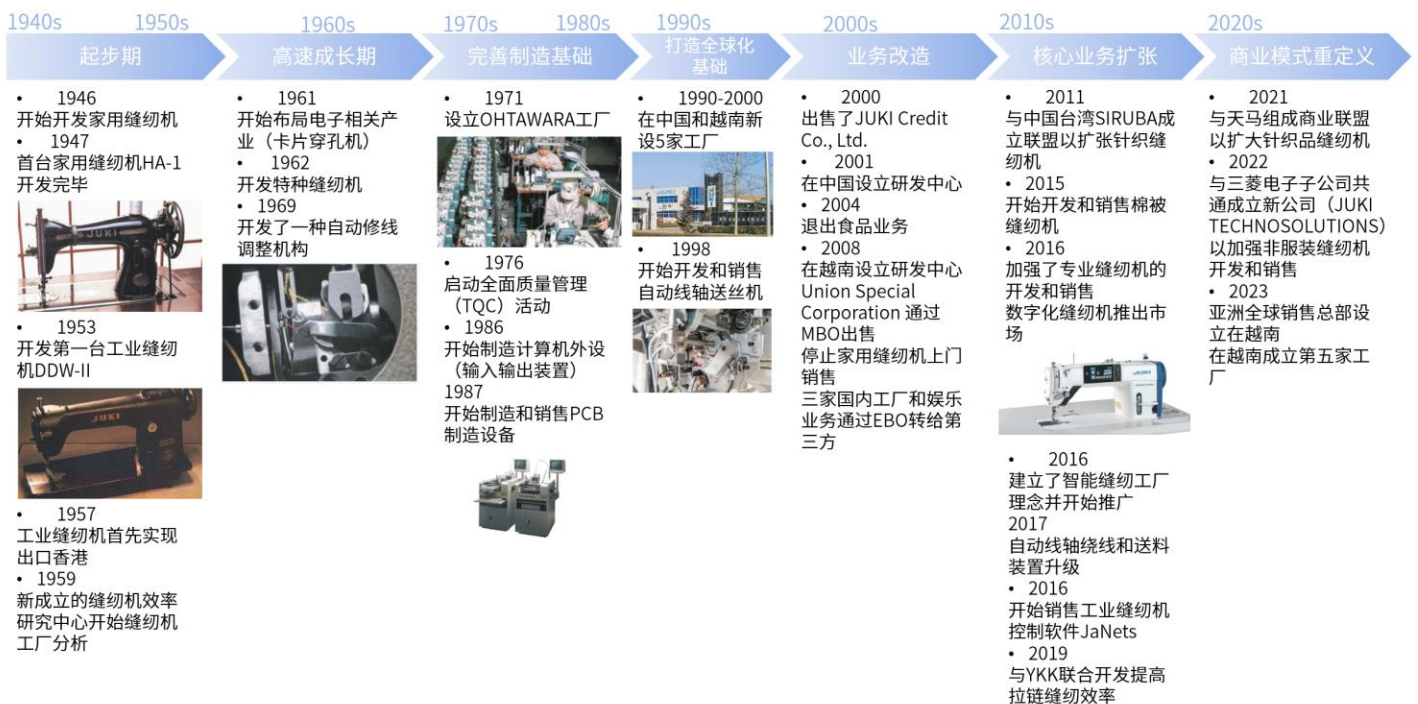 1940s
1950s
1960s
1970s
1980s
1990s
2000s
2010s
2020s
起步期
高速成长期
完善制造基础
打造全球化
基础
业务改造
核心业务扩张
商业模式重定义
• 1946
开始开发家用缝纫机
• 1947
首台家用缝纫机HA-1
开发完毕
JUKI
• 1953
开发第一台工业缝纫
机DDW-II
JUKI
• 1957
工业缝纫机首先实现
出口香港
• 1959
新成立的缝纫机效率
研究中心开始缝纫机
工厂分析
• 1961
开始布局电子相关产
业（卡片穿孔机）
• 1962
开发特种缝纫机
• 1969
开发了一种自动修线
调整机构
• 1971
设立OHTAWARA工厂
• 1976
启动全面质量管理
（TQC）活动
• 1986
开始制造计算机外设
（输入输出装置）
1987
开始制造和销售PCB
制造设备
• 1990-2000
在中国和越南新
设5家工厂
JUKI
• 1998
开始开发和销售
自动线轴送丝机
• 2000
出售了JUKI Credit
Co., Ltd.
• 2001
在中国设立研发中心
• 2004
退出食品业务
• 2008
在越南设立研发中心
Union Special
Corporation 通过
MBO出售
停止家用缝纫机上门
销售
三家国内工厂和娱乐
业务通过EBO转给第
三方
• 2011
与中国台湾SIRUBA成
立联盟以扩张针织缝
纫机
• 2015
开始开发和销售棉被
缝纫机
• 2016
加强了专业缝纫机的
开发和销售
数字化缝纫机推出市
场
JUKI
• 2016
建立了智能缝纫工厂
理念并开始推广
2017
自动线轴绕线和送料
装置升级
• 2016
开始销售工业缝纫机
控制软件JaNets
• 2019
与YKK联合开发提高
拉链缝纫效率
• 2021
与天马组成商业联盟
以扩大针织品缝纫机
• 2022
与三菱电子子公司共
通成立新公司（JUKI
TECHNOSOLUTIONS）
以加强非服装缝纫机
开发和销售
• 2023
亚洲全球销售总部设
立在越南
在越南成立第五家工
厂